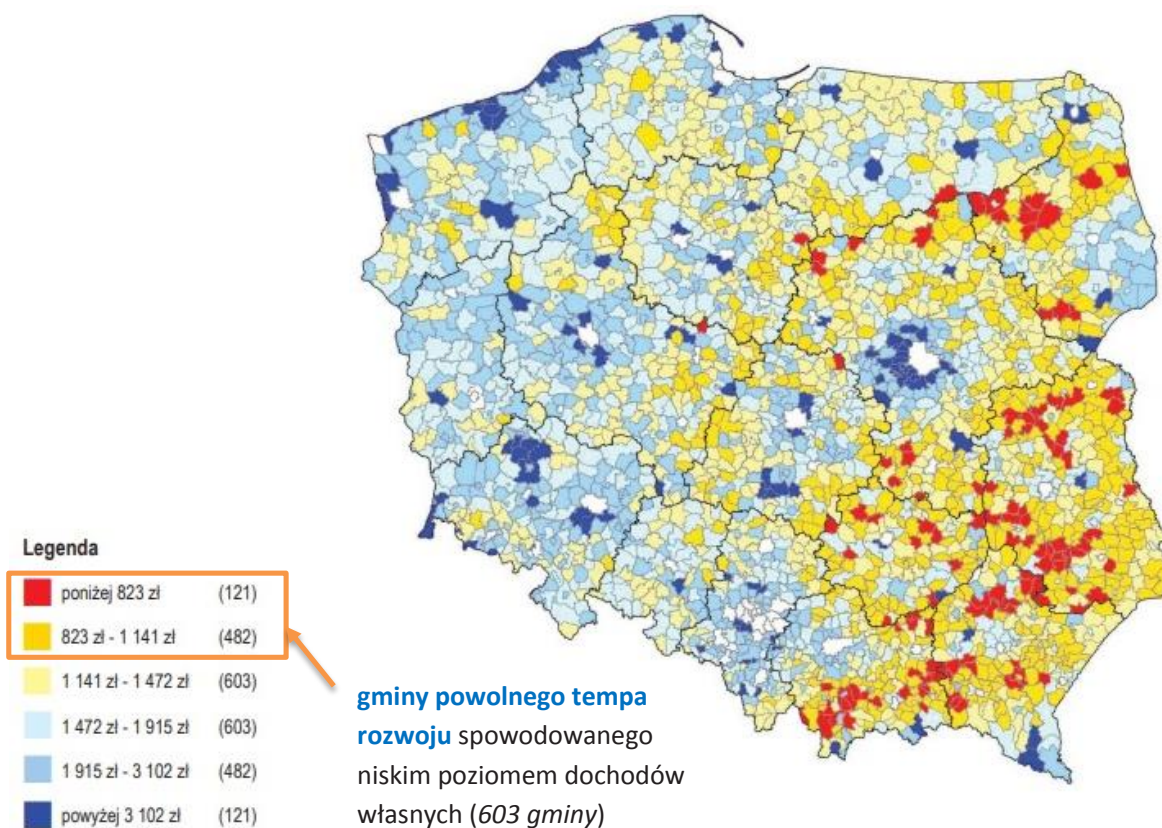 Legenda
poniżej 823 zł (121)
823 zł - 1 141 zł (482)
1 141 zł - 1 472 zł (603)
1 472 zł - 1 915 zł (603)
1 915 zł - 3 102 zł (482)
powyżej 3 102 zł (121)
gminy powolnego tempa
rozwoju spowodowanego
niskim poziomem dochodów
własnych (603 gminy)